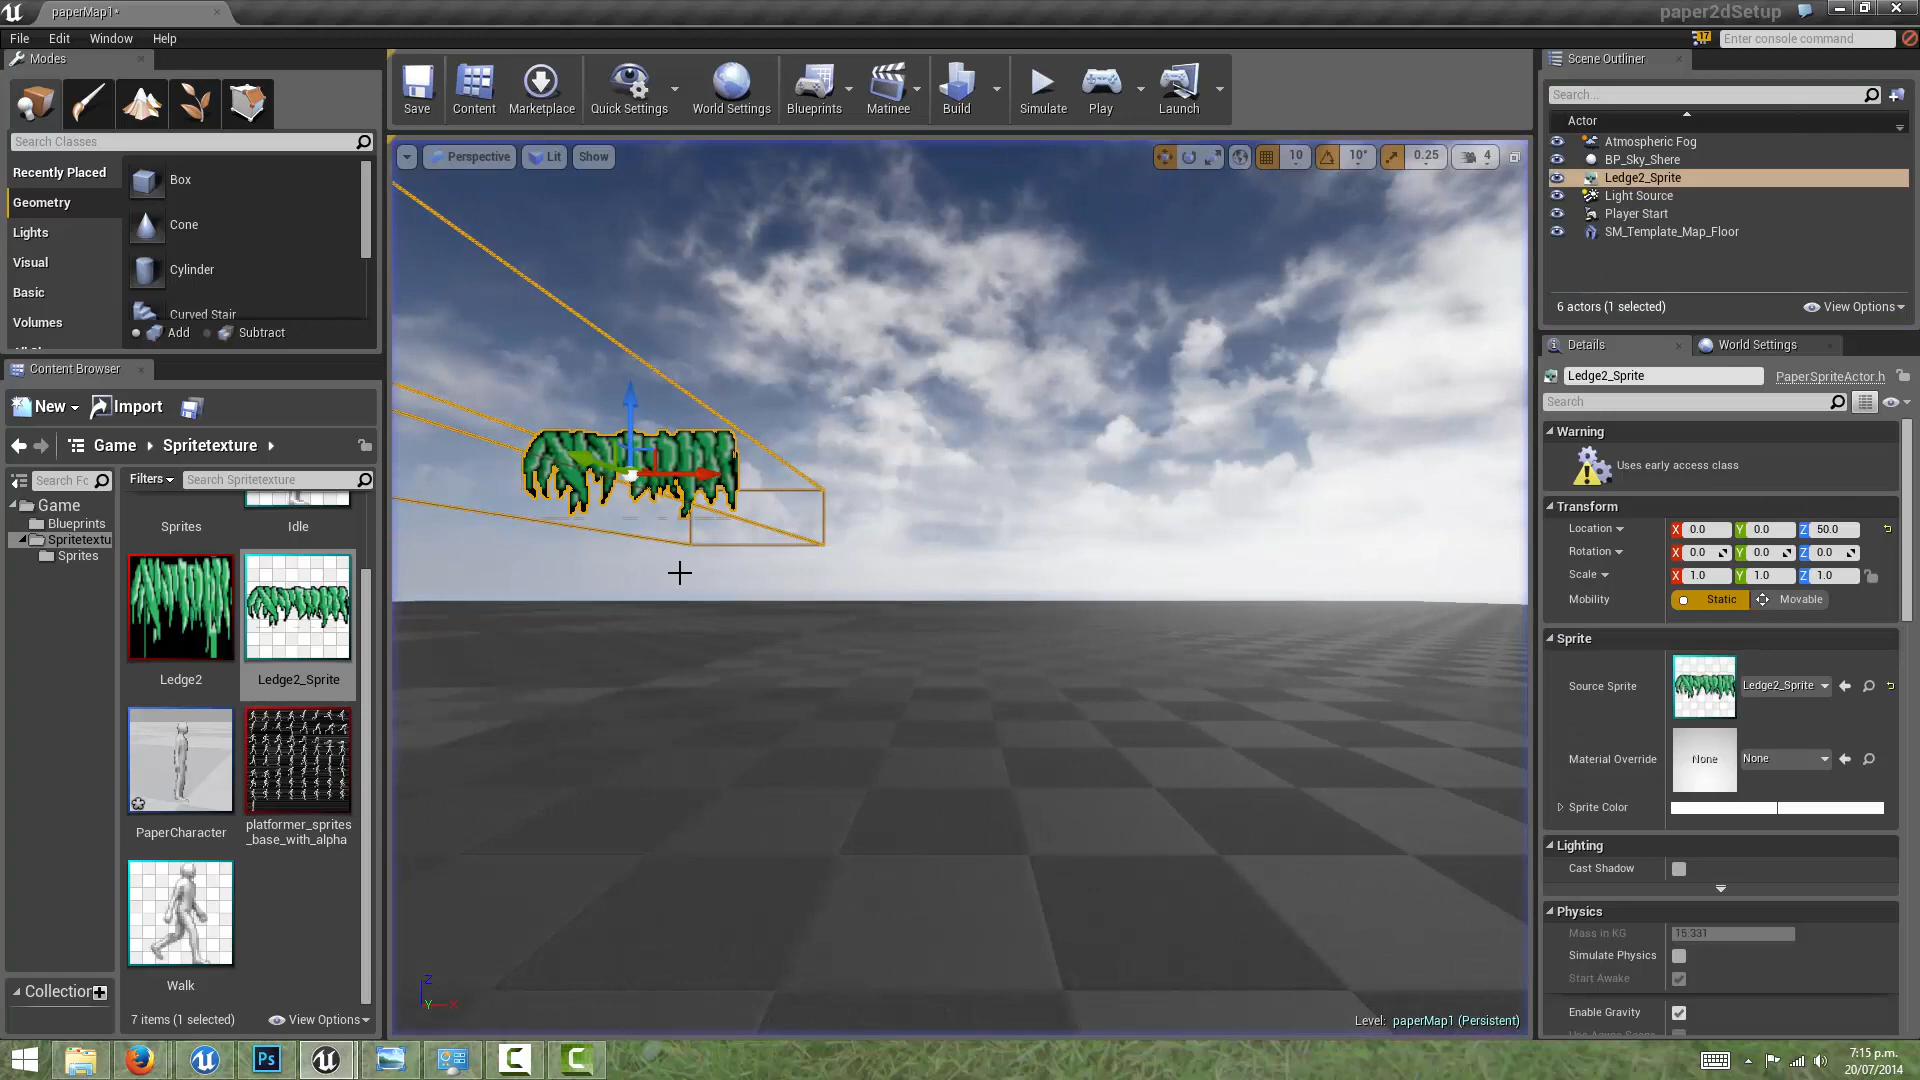 paperMap1*
paper2dSetup
File Edit Window Help
17
Enter console command
Modes
Search Classes
Recently Placed
Geometry
Lights
Visual
Basic
Volumes
Box
Cone
Cylinder
Curved Stair
Add
Subtract
Save
Content
Marketplace
Quick Settings
World Settings
Blueprints
Matinee
Build
Simulate
Play
Launch
Perspective
Lit
Show
10
10°
0.25
4
Level: paperMap1 (Persistent)
Z
Y
X
Content Browser
New
Import
Game
Spritetexture
Search Fc
Filters
Search Spritetexture
Game
Blueprints
Spritetextu
Sprites
Collection
Sprites
Idle
Ledge2
Ledge2_Sprite
PaperCharacter
platformer_sprites
_base_with_alpha
Walk
7 items (1 selected)
View Options
Scene Outliner
Search...
Actor
Atmospheric Fog
BP_Sky_Shere
Ledge2_Sprite
Light Source
Player Start
SM_Template_Map_Floor
6 actors (1 selected)
View Options
Details
World Settings
Ledge2_Sprite
PaperSpriteActor.h
Search
Warning
Uses early access class
Transform
Location X 0.0 Y 0.0 Z 50.0
Rotation X 0.0 Y 0.0 Z 0.0
Scale X 1.0 Y 1.0 Z 1.0
Mobility Static Movable
Sprite
Source Sprite
Ledge2_Sprite
Material Override
None
None
Sprite Color
Lighting
Cast Shadow
Physics
Mass in KG 15.331
Simulate Physics
Start Awake
Enable Gravity
Ps
7:15 p.m.
20/07/2014